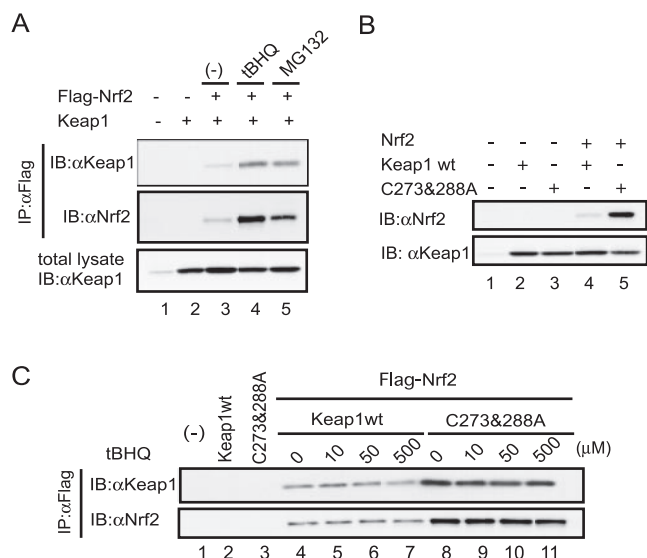 A
(-) tBHQ MG132
Flag-Nrf2 - - + + +
Keap1 - + + + +
IP:αFlag
IB:αKeap1
IB:αNrf2
total lysate
IB:αKeap1
1 2 3 4 5
B
Nrf2 - - - + +
Keap1 wt - + - + -
C273&288A - - + - +
IB:αNrf2
IB: αKeap1
1 2 3 4 5
C
Flag-Nrf2
(-) Keap1wt C273&288A Keap1wt C273&288A
tBHQ 0 10 50 500 0 10 50 500 (μM)
IP:αFlag
IB:αKeap1
IB:αNrf2
1 2 3 4 5 6 7 8 9 10 11